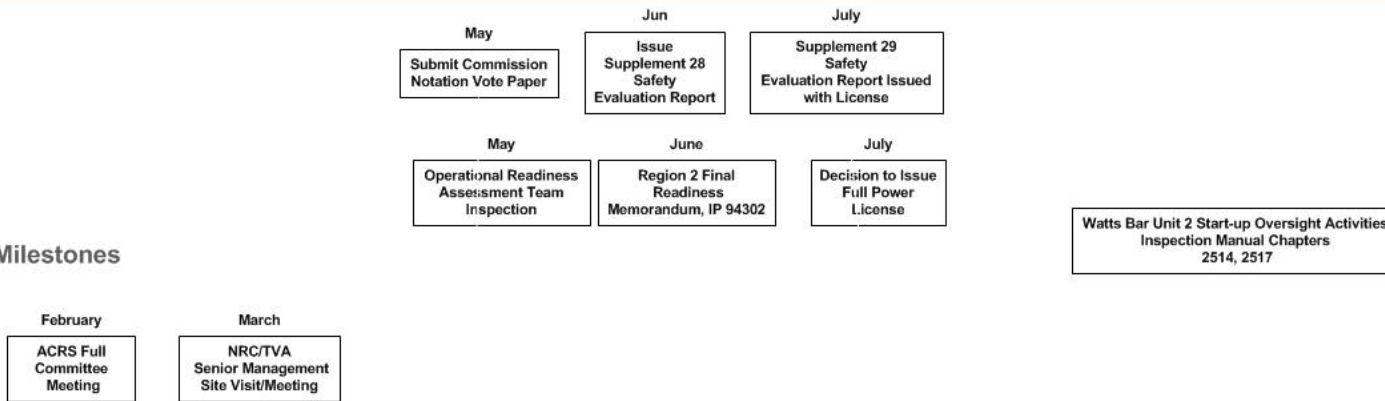 May
Submit Commission
Notation Vote Paper
Jun
Issue
Supplement 28
Safety
Evaluation Report
July
Supplement 29
Safety
Evaluation Report Issued
with License
May
Operational Readiness
Assessment Team
Inspection
June
Region 2 Final
Readiness
Memorandum, IP 94302
July
Decision to Issue
Full Power
License
Watts Bar Unit 2 Start-up Oversight Activities
Inspection Manual Chapters
2514, 2517
Milestones
February
ACRS Full
Committee
Meeting
March
NRC/TVA
Senior Management
Site Visit/Meeting